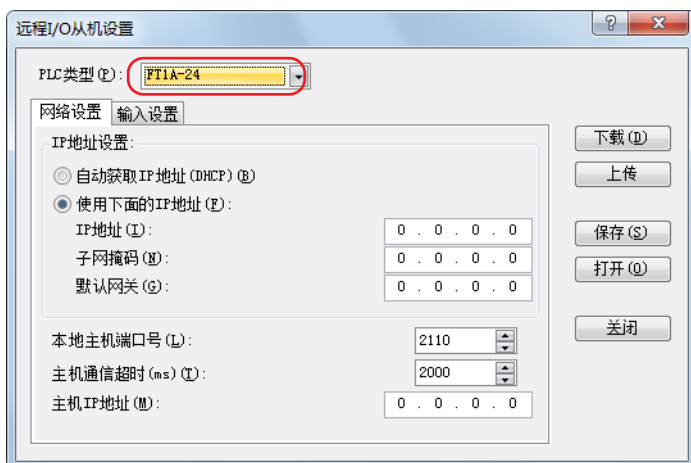 远程I/O从机设置
PLC类型(P): FT1A-24
网络设置 输入设置
IP地址设置:
自动获取IP地址(DHCP)(B)
使用下面的IP地址(F):
IP地址(I): 0 . 0 . 0 . 0
子网掩码(N): 0 . 0 . 0 . 0
默认网关(G): 0 . 0 . 0 . 0
本地主机端口号(L): 2110
主机通信超时(ms)(T): 2000
主机IP地址(M): 0 . 0 . 0 . 0
下载(D)
上传
保存(S)
打开(O)
关闭